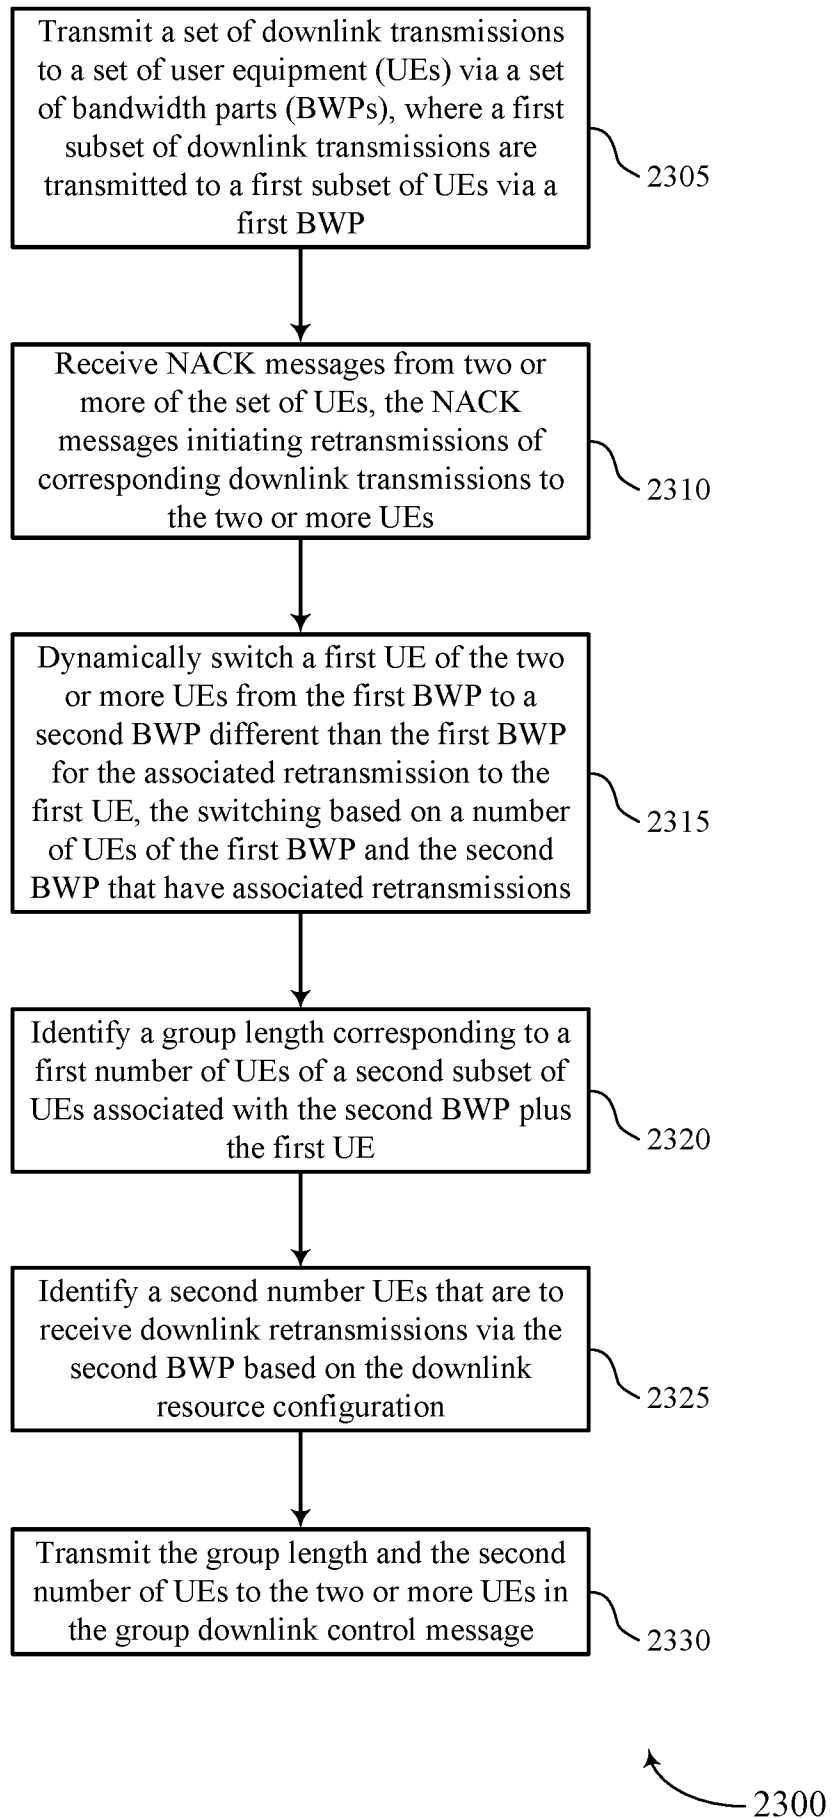 Transmit a set of downlink transmissions
to a set of user equipment (UEs) via a set
of bandwidth parts (BWPs), where a first
subset of downlink transmissions are
transmitted to a first subset of UEs via a
first BWP
2305
Receive NACK messages from two or
more of the set of UEs, the NACK
messages initiating retransmissions of
corresponding downlink transmissions to
the two or more UEs
2310
Dynamically switch a first UE of the two
or more UEs from the first BWP to a
second BWP different than the first BWP
for the associated retransmission to the
first UE, the switching based on a number
of UEs of the first BWP and the second
BWP that have associated retransmissions
2315
Identify a group length corresponding to a
first number of UEs of a second subset of
UEs associated with the second BWP plus
the first UE
2320
Identify a second number UEs that are to
receive downlink retransmissions via the
second BWP based on the downlink
resource configuration
2325
Transmit the group length and the second
number of UEs to the two or more UEs in
the group downlink control message
2330
2300